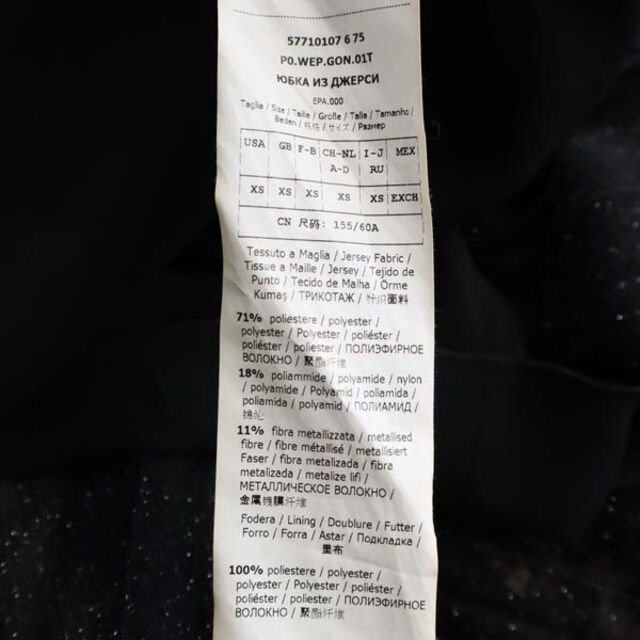 57710107 6 75
P0.WEP.GON.01T
ЮБКА ИЗ ДЖЕРСИ
EPA.000
Taglia / Size / Taille / Größe / Talla / Tamanho /
Beden / 规格 / サイズ / Размер
USA GB F-B CH-NL I-J MEX
A-D RU
XS XS XS XS XS EXCH
CN 尺码: 155/60A
Tessuto a Maglia / Jersey Fabric /
Tissue a Maille / Jersey / Tejido de
Punto / Tecido de Malha / Örme
Kumaş / ТРИКОТАЖ / 针织面料
71% poliestere / polyester /
polyester / Polyester / poliéster /
poliéster / poliester / ПОЛИЭФИРНОЕ
ВОЛОКНО / 聚酯纤维
18% poliammide / polyamide / nylon
/ polyamide / Polyamid / poliamida /
poliamida / polyamid / ПОЛИАМИД /
锦纶
11% fibra metallizzata / metallised
fibre / fibre métallisé / metallisiert
Faser / fibra metalizada / fibra
metalizada / metalize lifi /
МЕТАЛЛИЧЕСКОЕ ВОЛОКНО /
金属镀膜纤维
Fodera / Lining / Doublure / Futter /
Forro / Forra / Astar / Подкладка /
里布
100% poliestere / polyester /
polyester / Polyester / poliéster /
poliéster / poliester / ПОЛИЭФИРНОЕ
ВОЛОКНО / 聚酯纤维